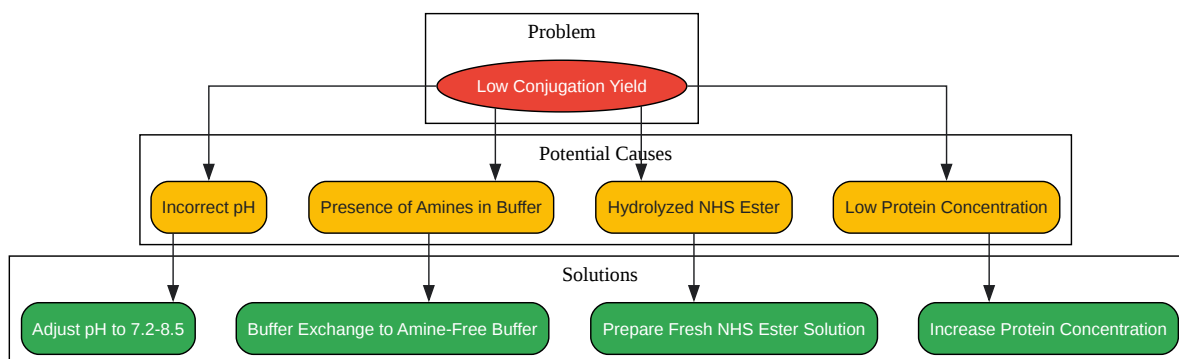 Problem
Low Conjugation Yield
Potential Causes
Incorrect pH
Presence of Amines in Buffer
Hydrolyzed NHS Ester
Low Protein Concentration
Solutions
Adjust pH to 7.2-8.5
Buffer Exchange to Amine-Free Buffer
Prepare Fresh NHS Ester Solution
Increase Protein Concentration